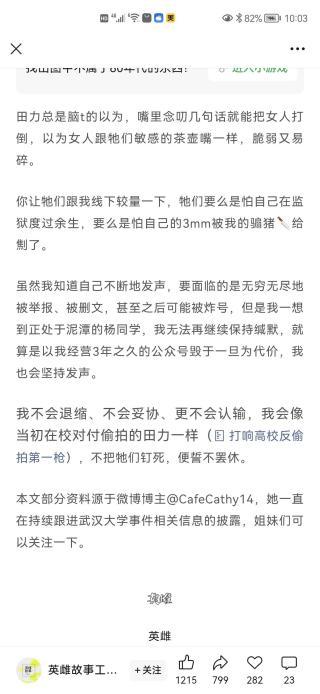 82% 10:03
我出图中不属于80年代的东西！ 进入小游戏
田力总是脑t的以为，嘴里念叨几句话就能把女人打
倒，以为女人跟牠们敏感的茶壶嘴一样，脆弱又易
碎。
你让牠们跟我线下较量一下，牠们要么是怕自己在监
狱度过余生，要么是怕自己的3mm被我的骟猪🔪给
劁了。
虽然我知道自己不断地发声，要面临的是无穷无尽地
被举报、被删文，甚至之后可能被炸号，但是我一想
到正处于泥潭的杨同学，我无法再继续保持缄默，就
算是以我经营3年之久的公众号毁于一旦为代价，我
也会坚持发声。
我不会退缩、不会妥协、更不会认输，我会像
当初在校对付偷拍的田力一样（打响高校反偷
拍第一枪），不把牠们钉死，便誓不罢休。
本文部分资料源于微博博主@CafeCathy14，她一直
在持续跟进武汉大学事件相关信息的披露，姐妹们可
以关注一下。
英雌
英雌故事工... +关注 1215 799 282 23